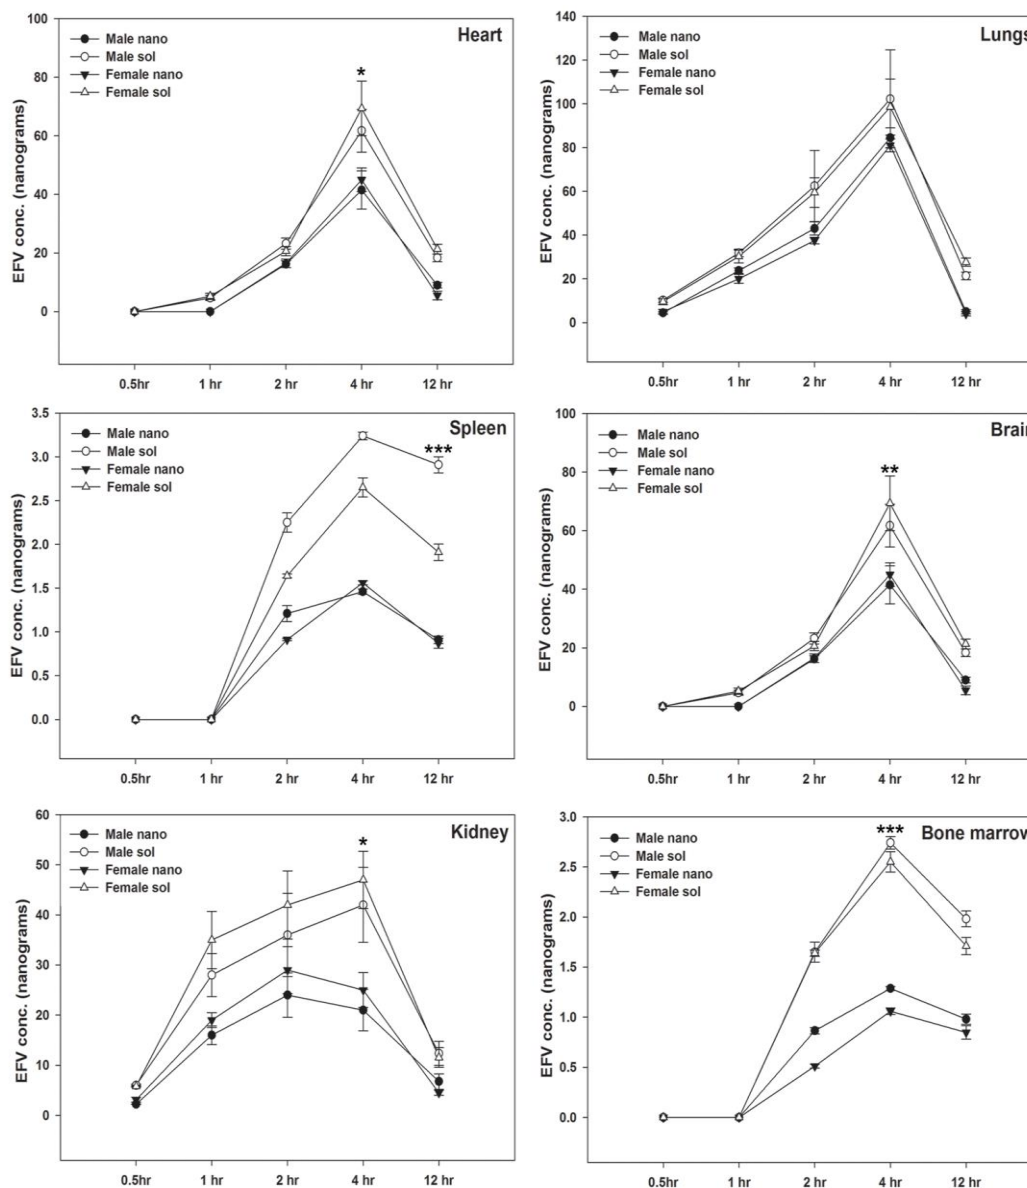 Heart
Male nano
Male sol
Female nano
Female sol
*
EFV conc. (nanograms)
100
80
60
40
20
0
0.5hr
1 hr
2 hr
4 hr
12 hr
Lungs
Male nano
Male sol
Female nano
Female sol
EFV conc. (nanograms)
140
120
100
80
60
40
20
0
0.5hr
1 hr
2 hr
4 hr
12 hr
Spleen
Male nano
Male sol
Female nano
Female sol
***
EFV conc. (nanograms)
3.5
3.0
2.5
2.0
1.5
1.0
0.5
0.0
0.5hr
1 hr
2 hr
4 hr
12 hr
Brain
Male nano
Male sol
Female nano
Female sol
**
EFV conc. (nanograms)
100
80
60
40
20
0
0.5hr
1 hr
2 hr
4 hr
12 hr
Kidney
Male nano
Male sol
Female nano
Female sol
*
EFV conc. (nanograms)
60
50
40
30
20
10
0
0.5hr
1 hr
2 hr
4 hr
12 hr
Bone marrow
Male nano
Male sol
Female nano
Female sol
***
EFV conc. (nanograms)
3.0
2.5
2.0
1.5
1.0
0.5
0.0
0.5hr
1 hr
2 hr
4 hr
12 hr